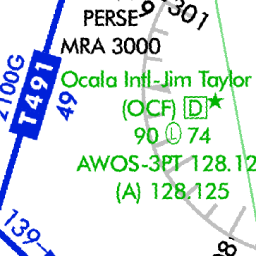 PERSE
MRA 3000
301
Ocala Intl-Jim Taylor
(OCF) D
90 L 74
AWOS-3PT 128.12
(A) 128.125
2100G
T491
49
139